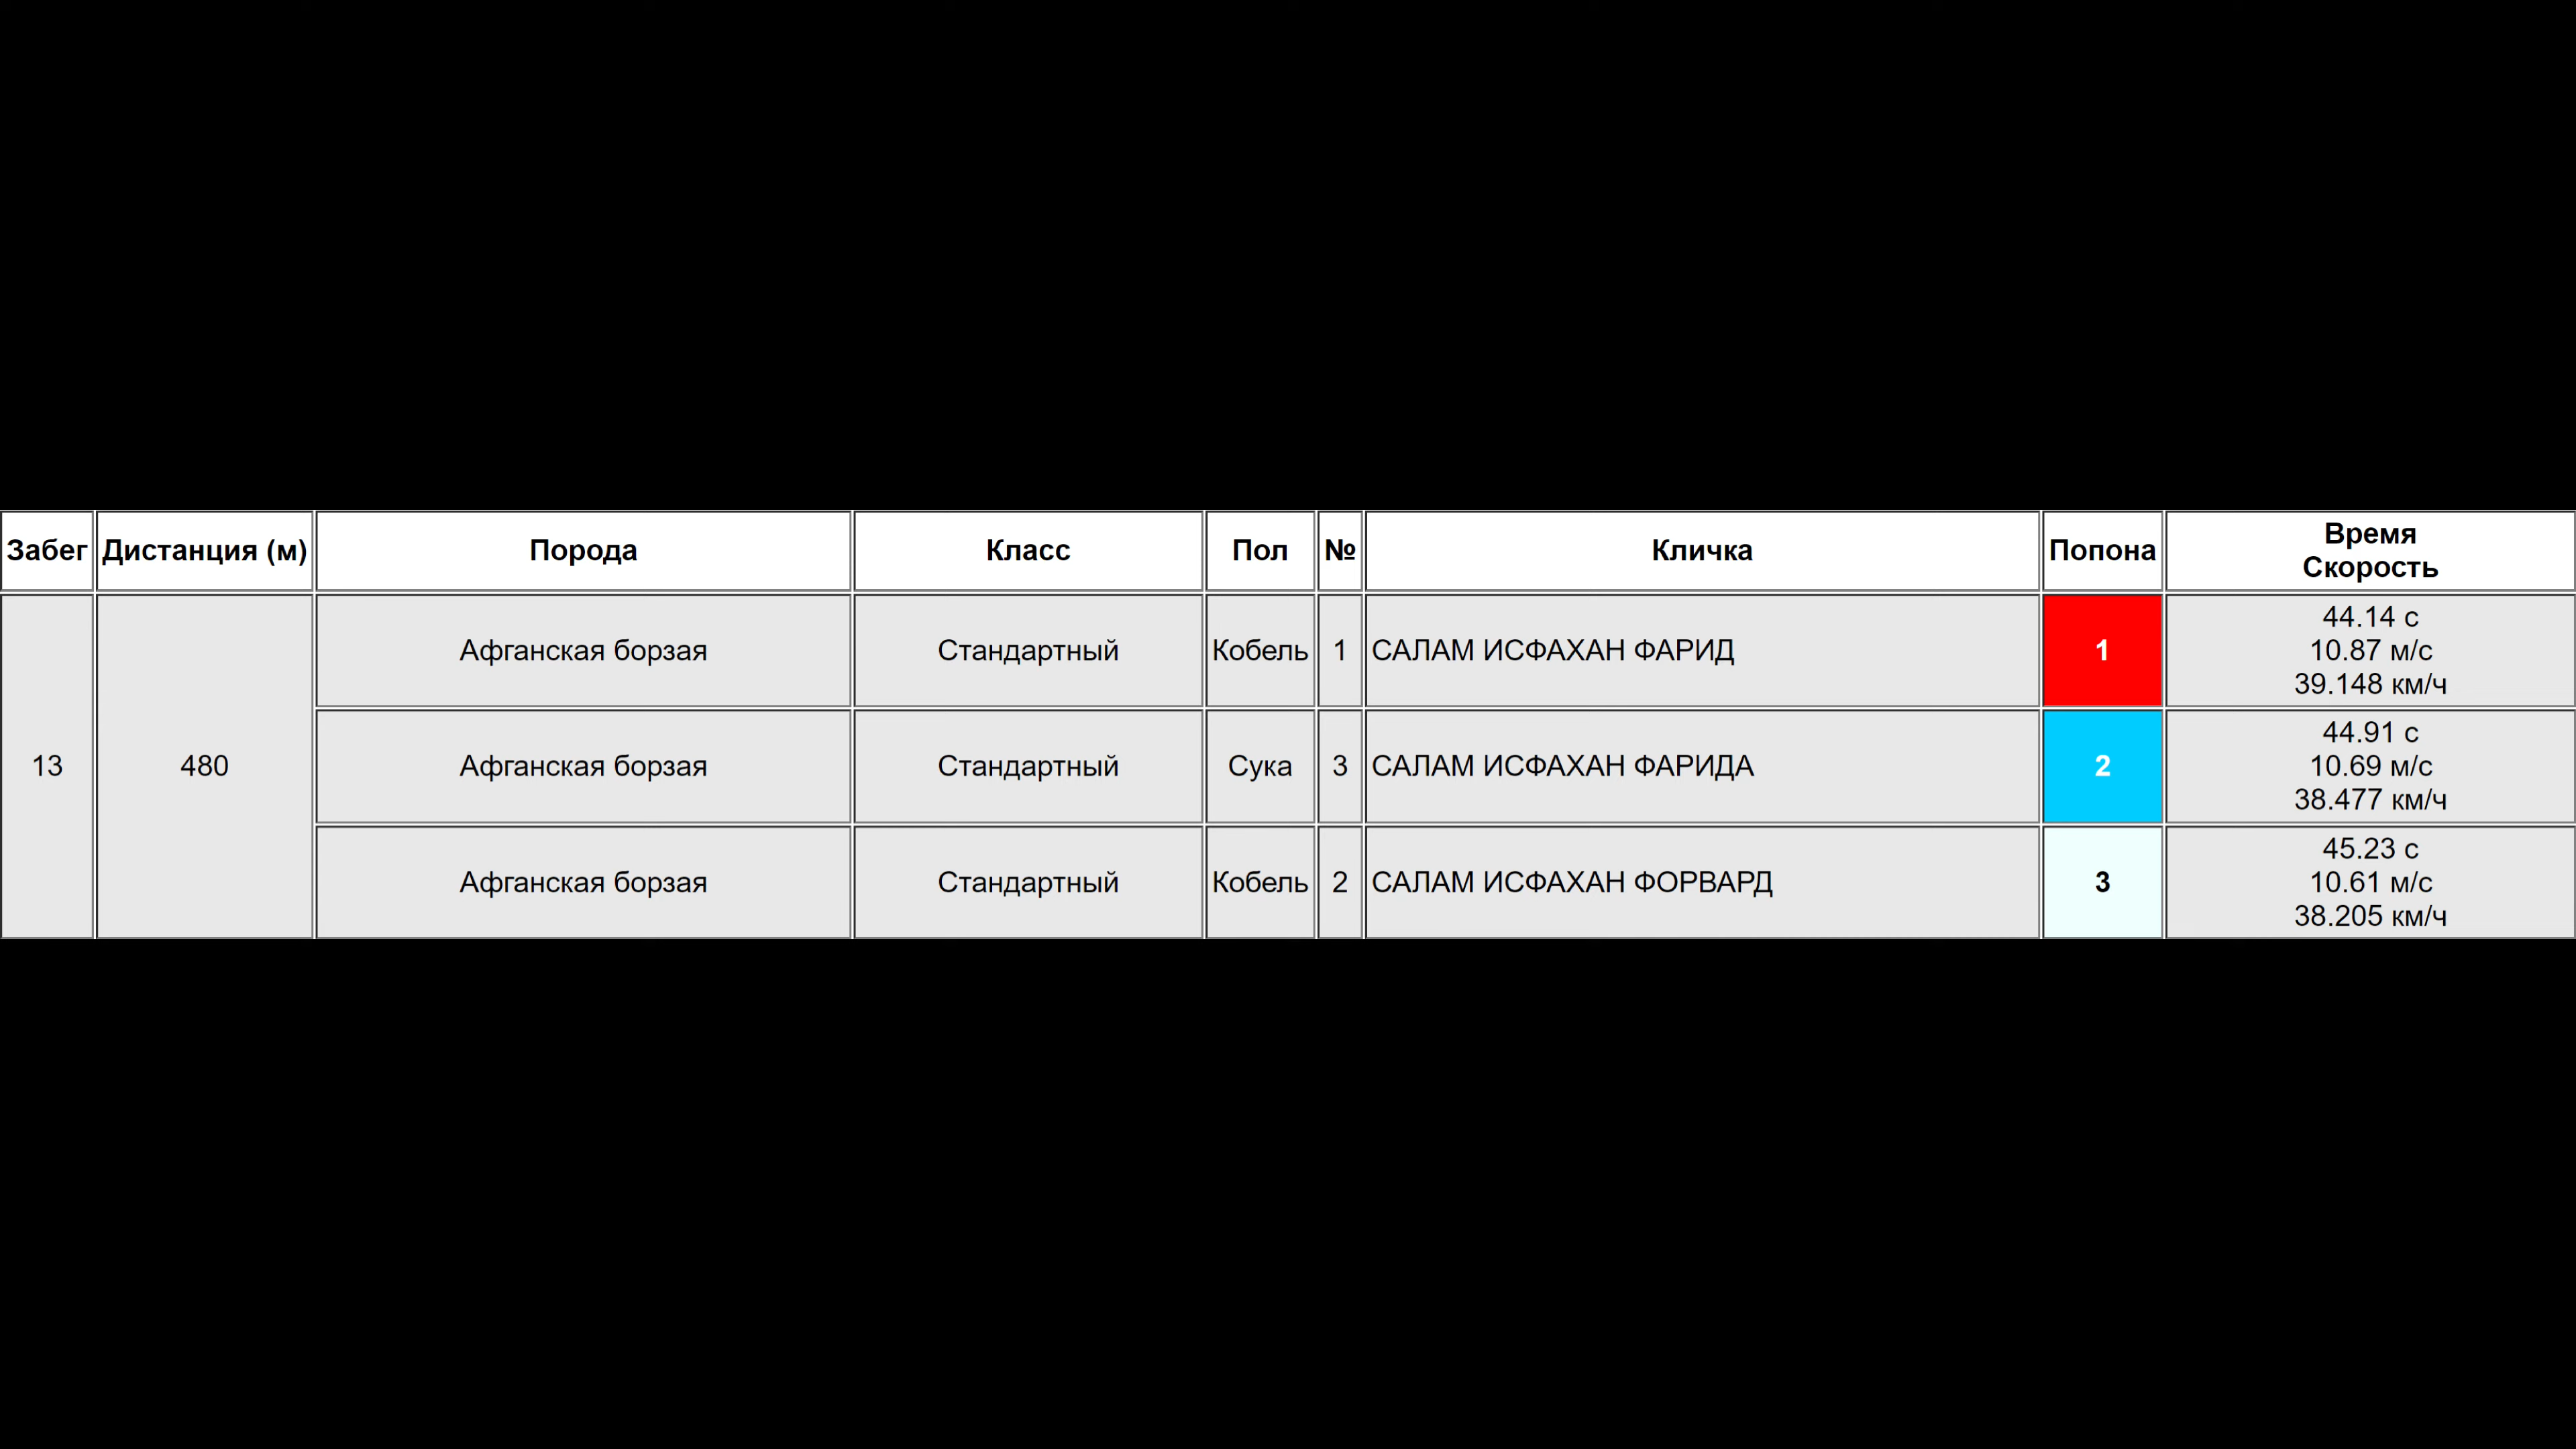 Забег Дистанция (м) Порода Класс Пол № Кличка Попона Время
Скорость
13 480 Афганская борзая Стандартный Кобель 1 САЛАМ ИСФАХАН ФАРИД 1 44.14 с
10.87 м/с
39.148 км/ч
Афганская борзая Стандартный Сука 3 САЛАМ ИСФАХАН ФАРИДА 2 44.91 с
10.69 м/с
38.477 км/ч
Афганская борзая Стандартный Кобель 2 САЛАМ ИСФАХАН ФОРВАРД 3 45.23 с
10.61 м/с
38.205 км/ч